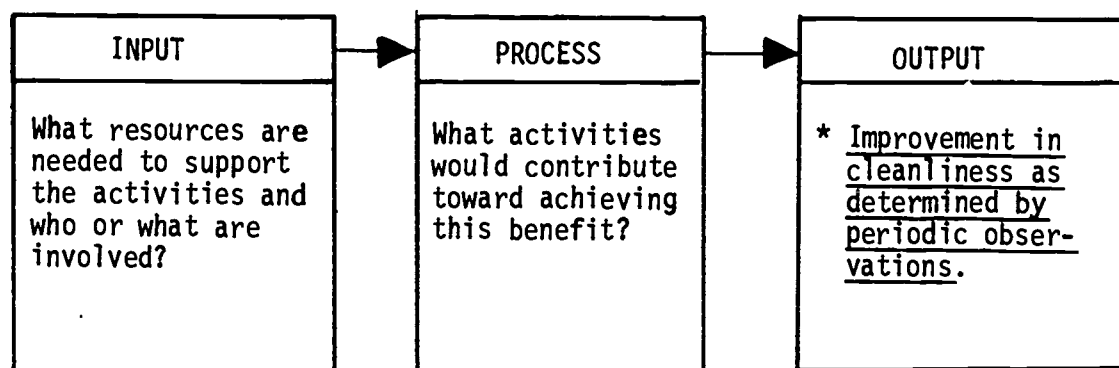 INPUT
What resources are
needed to support
the activities and
who or what are
involved?
PROCESS
What activities
would contribute
toward achieving
this benefit?
OUTPUT
* Improvement in
cleanliness as
determined by
periodic obser-
vations.